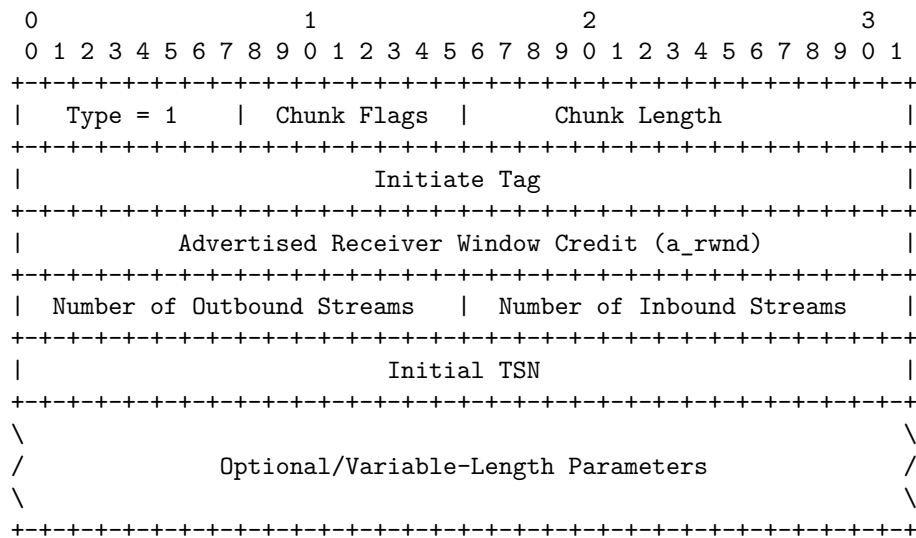 0                   1                   2                   3
 0 1 2 3 4 5 6 7 8 9 0 1 2 3 4 5 6 7 8 9 0 1 2 3 4 5 6 7 8 9 0 1
+-+-+-+-+-+-+-+-+-+-+-+-+-+-+-+-+-+-+-+-+-+-+-+-+-+-+-+-+-+-+-+-+
|   Type = 1    |  Chunk Flags  |      Chunk Length             |
+-+-+-+-+-+-+-+-+-+-+-+-+-+-+-+-+-+-+-+-+-+-+-+-+-+-+-+-+-+-+-+-+
|                         Initiate Tag                          |
+-+-+-+-+-+-+-+-+-+-+-+-+-+-+-+-+-+-+-+-+-+-+-+-+-+-+-+-+-+-+-+-+
|           Advertised Receiver Window Credit (a_rwnd)          |
+-+-+-+-+-+-+-+-+-+-+-+-+-+-+-+-+-+-+-+-+-+-+-+-+-+-+-+-+-+-+-+-+
|  Number of Outbound Streams   |  Number of Inbound Streams    |
+-+-+-+-+-+-+-+-+-+-+-+-+-+-+-+-+-+-+-+-+-+-+-+-+-+-+-+-+-+-+-+-+
|                          Initial TSN                          |
+-+-+-+-+-+-+-+-+-+-+-+-+-+-+-+-+-+-+-+-+-+-+-+-+-+-+-+-+-+-+-+-+
\                                                               \
/              Optional/Variable-Length Parameters              /
\                                                               \
+-+-+-+-+-+-+-+-+-+-+-+-+-+-+-+-+-+-+-+-+-+-+-+-+-+-+-+-+-+-+-+-+